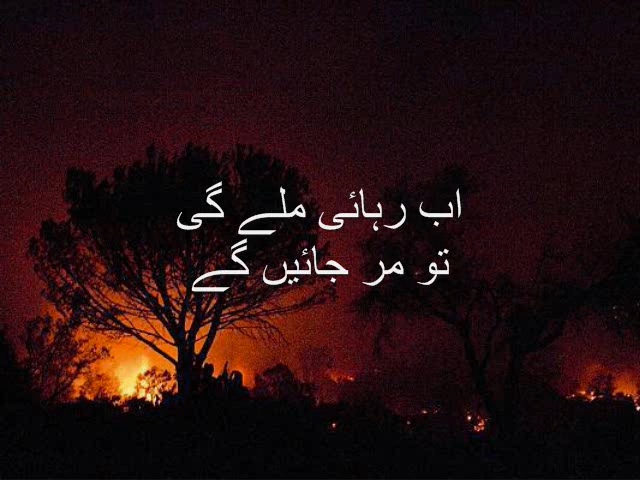 اب رہائی ملے گی
تو مر جائیں گے